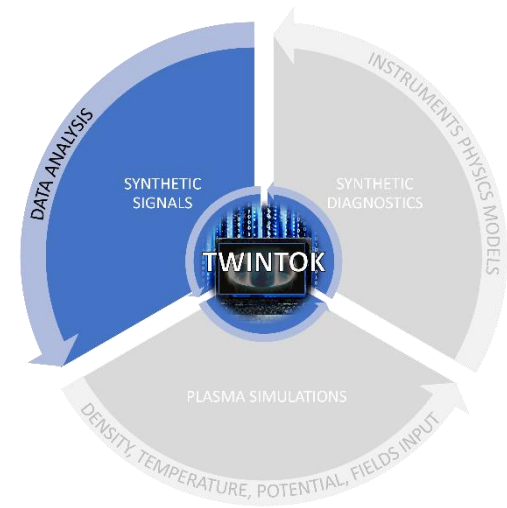 DATA ANALYSIS
SYNTHETIC
SIGNALS
INSTRUMENTS PHYSICS MODELS
SYNTHETIC
DIAGNOSTICS
TWINTOK
PLASMA SIMULATIONS
DENSITY, TEMPERATURE, POTENTIAL, FIELDS INPUT